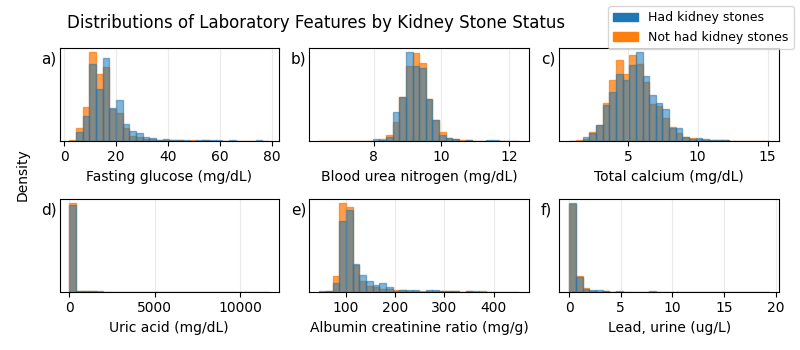 Distributions of Laboratory Features by Kidney Stone Status
Had kidney stones
Not had kidney stones
Density
a)
0 20 40 60 80
Fasting glucose (mg/dL)
b)
8 10 12
Blood urea nitrogen (mg/dL)
c)
5 10 15
Total calcium (mg/dL)
d)
0 5000 10000
Uric acid (mg/dL)
e)
100 200 300 400
Albumin creatinine ratio (mg/g)
f)
0 5 10 15 20
Lead, urine (ug/L)